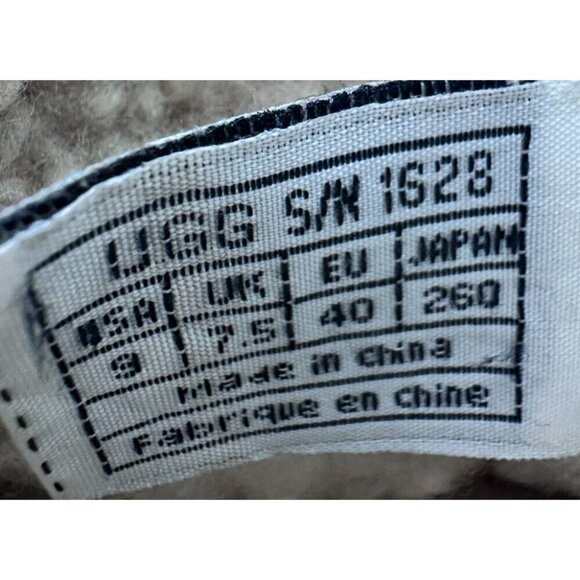 UGG S/N 1628
USA UK EU JAPAN
9 7.5 40 260
made in china
Fabrique en chine